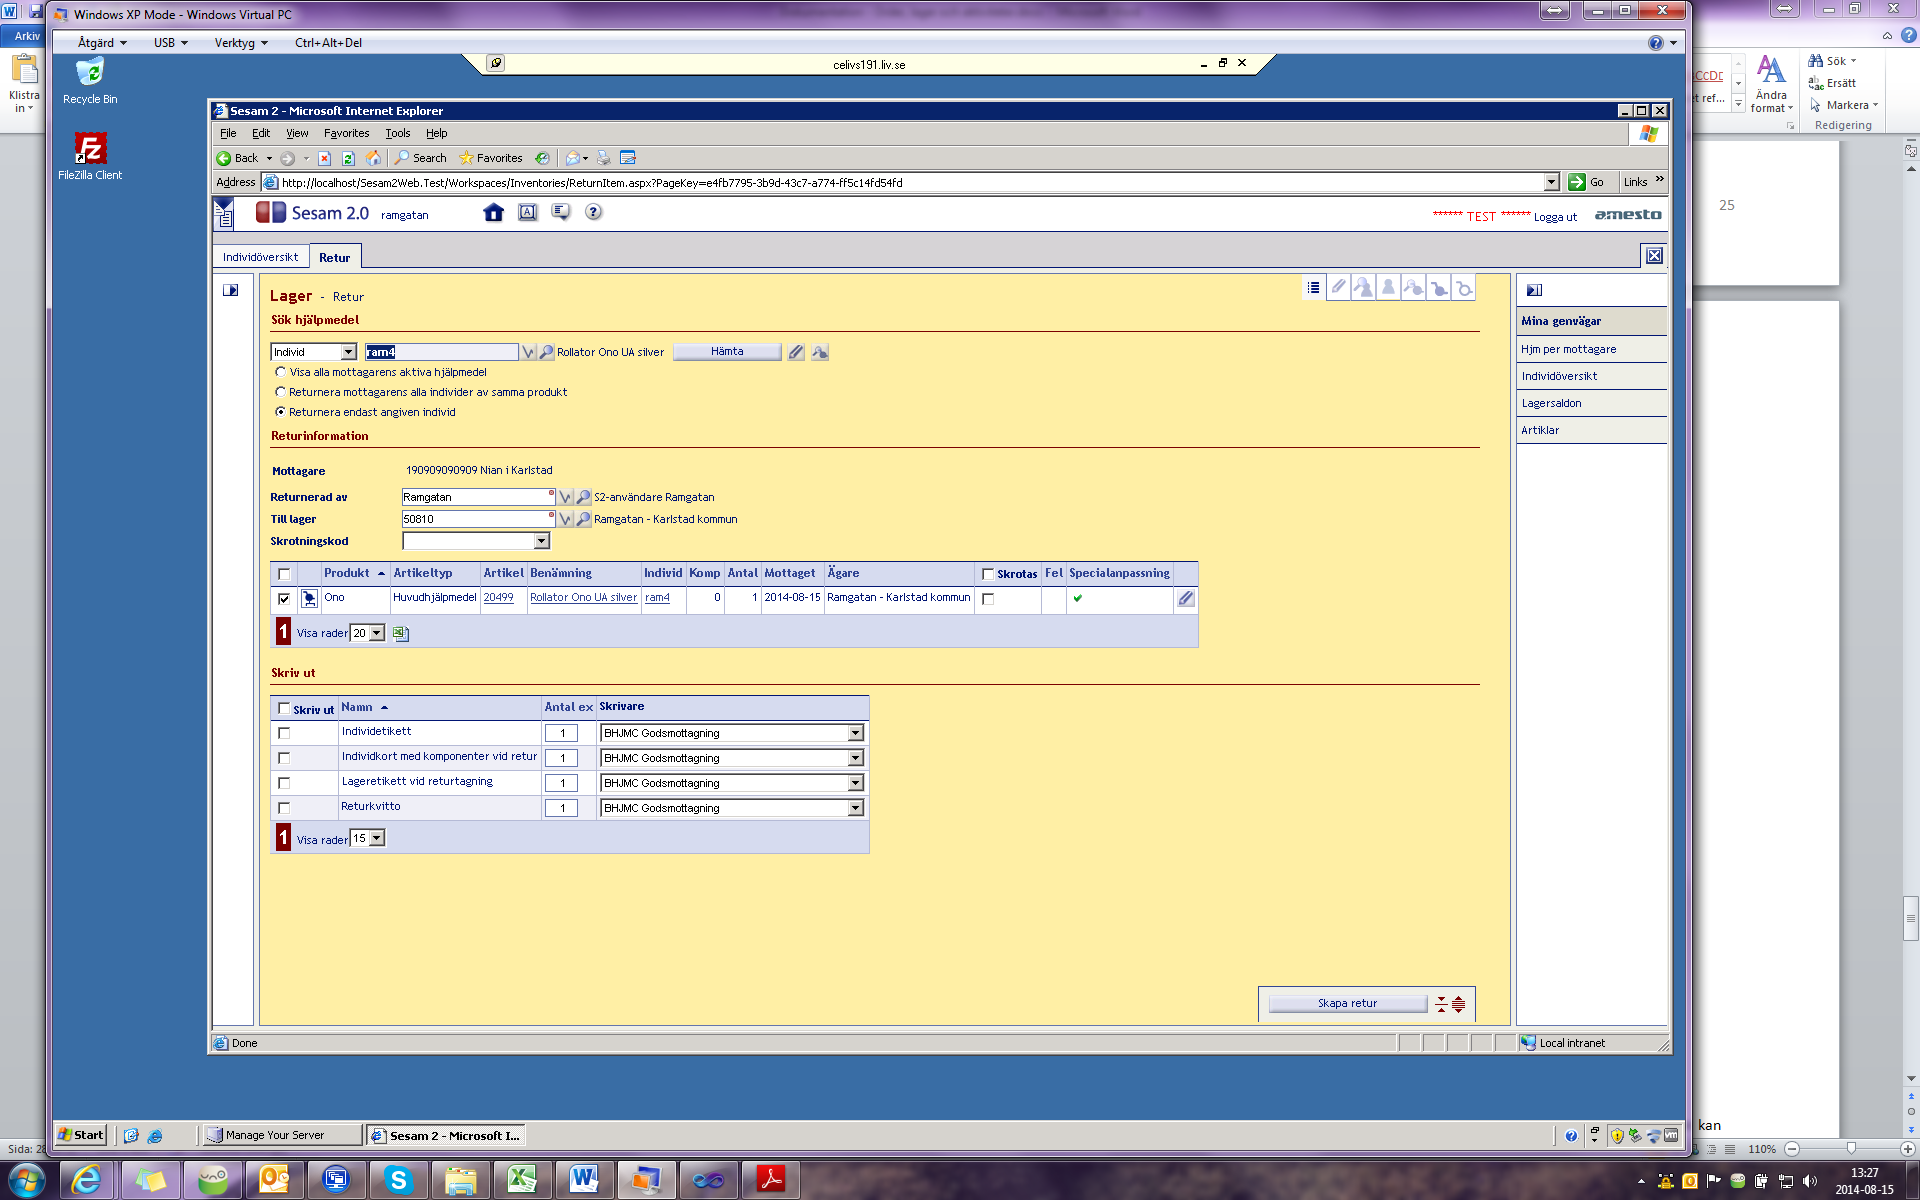 Windows XP Mode - Windows Virtual PC
Arkiv
Åtgärd USB Verktyg Ctrl+Alt+Del
celivs191.liv.se
Klistra in
Recycle Bin
FileZilla Client
Sök
Ersätt
Markera
Ändra format
Redigering
CcDc
t ref...
25
Sesam 2 - Microsoft Internet Explorer
File Edit View Favorites Tools Help
Back Search Favorites
Address http://localhost/Sesam2Web.Test/Workspaces/Inventories/ReturnItem.aspx?PageKey=e4fb7795-3b9d-43c7-a774-ff5c14fd54fd Go Links
Sesam 2.0 ramgatan ****** TEST ****** Logga ut amesto
Individöversikt Retur
Lager - Retur
Sök hjälpmedel
Individ ram4 Rollator Ono UA silver Hämta
Visa alla mottagarens aktiva hjälpmedel
Returnera mottagarens alla individer av samma produkt
Returnera endast angiven individ
Returinformation
Mottagare 190909090909 Nian i Karlstad
Returnerad av Ramgatan S2-användare Ramgatan
Till lager 50810 Ramgatan - Karlstad kommun
Skrotningskod
Produkt Artikeltyp Artikel Benämning Individ Komp Antal Mottaget Ägare Skrotas Fel Specialanpassning
Ono Huvudhjälpmedel 20499 Rollator Ono UA silver ram4 0 1 2014-08-15 Ramgatan - Karlstad kommun
1 Visa rader 20
Skriv ut
Skriv ut Namn Antal ex Skrivare
Individetikett 1 BHJMC Godsmottagning
Individkort med komponenter vid retur 1 BHJMC Godsmottagning
Lageretikett vid returtagning 1 BHJMC Godsmottagning
Returkvitto 1 BHJMC Godsmottagning
1 Visa rader 15
Skapa retur
Mina genvägar
Hjm per mottagare
Individöversikt
Lagersaldon
Artiklar
Done Local intranet
Start Manage Your Server Sesam 2 - Microsoft I...
kan
Sida: 28 110%
13:27
2014-08-15